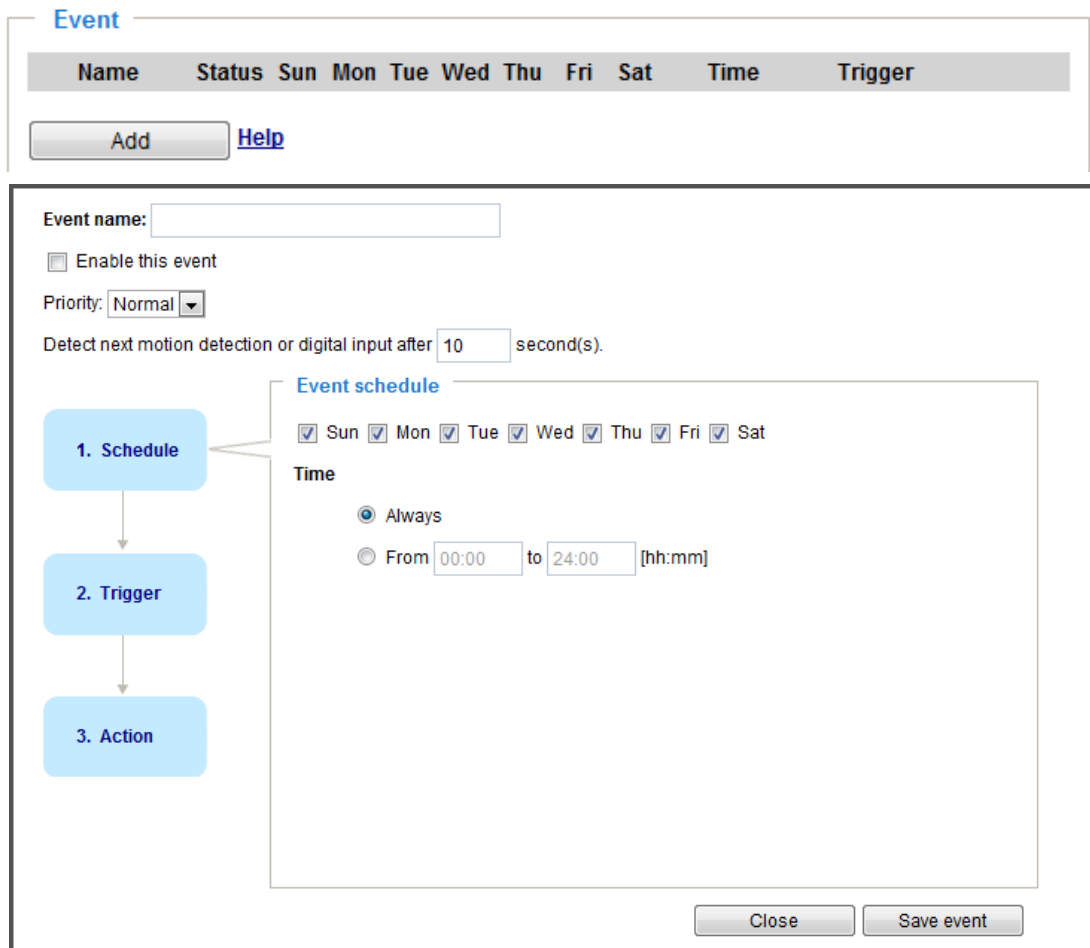 Event
Name Status Sun Mon Tue Wed Thu Fri Sat Time Trigger
Add Help
Event name:
Enable this event
Priority: Normal
Detect next motion detection or digital input after 10 second(s).
Event schedule
1. Schedule
Sun Mon Tue Wed Thu Fri Sat
Time
Always
From 00:00 to 24:00 [hh:mm]
2. Trigger
3. Action
Close Save event